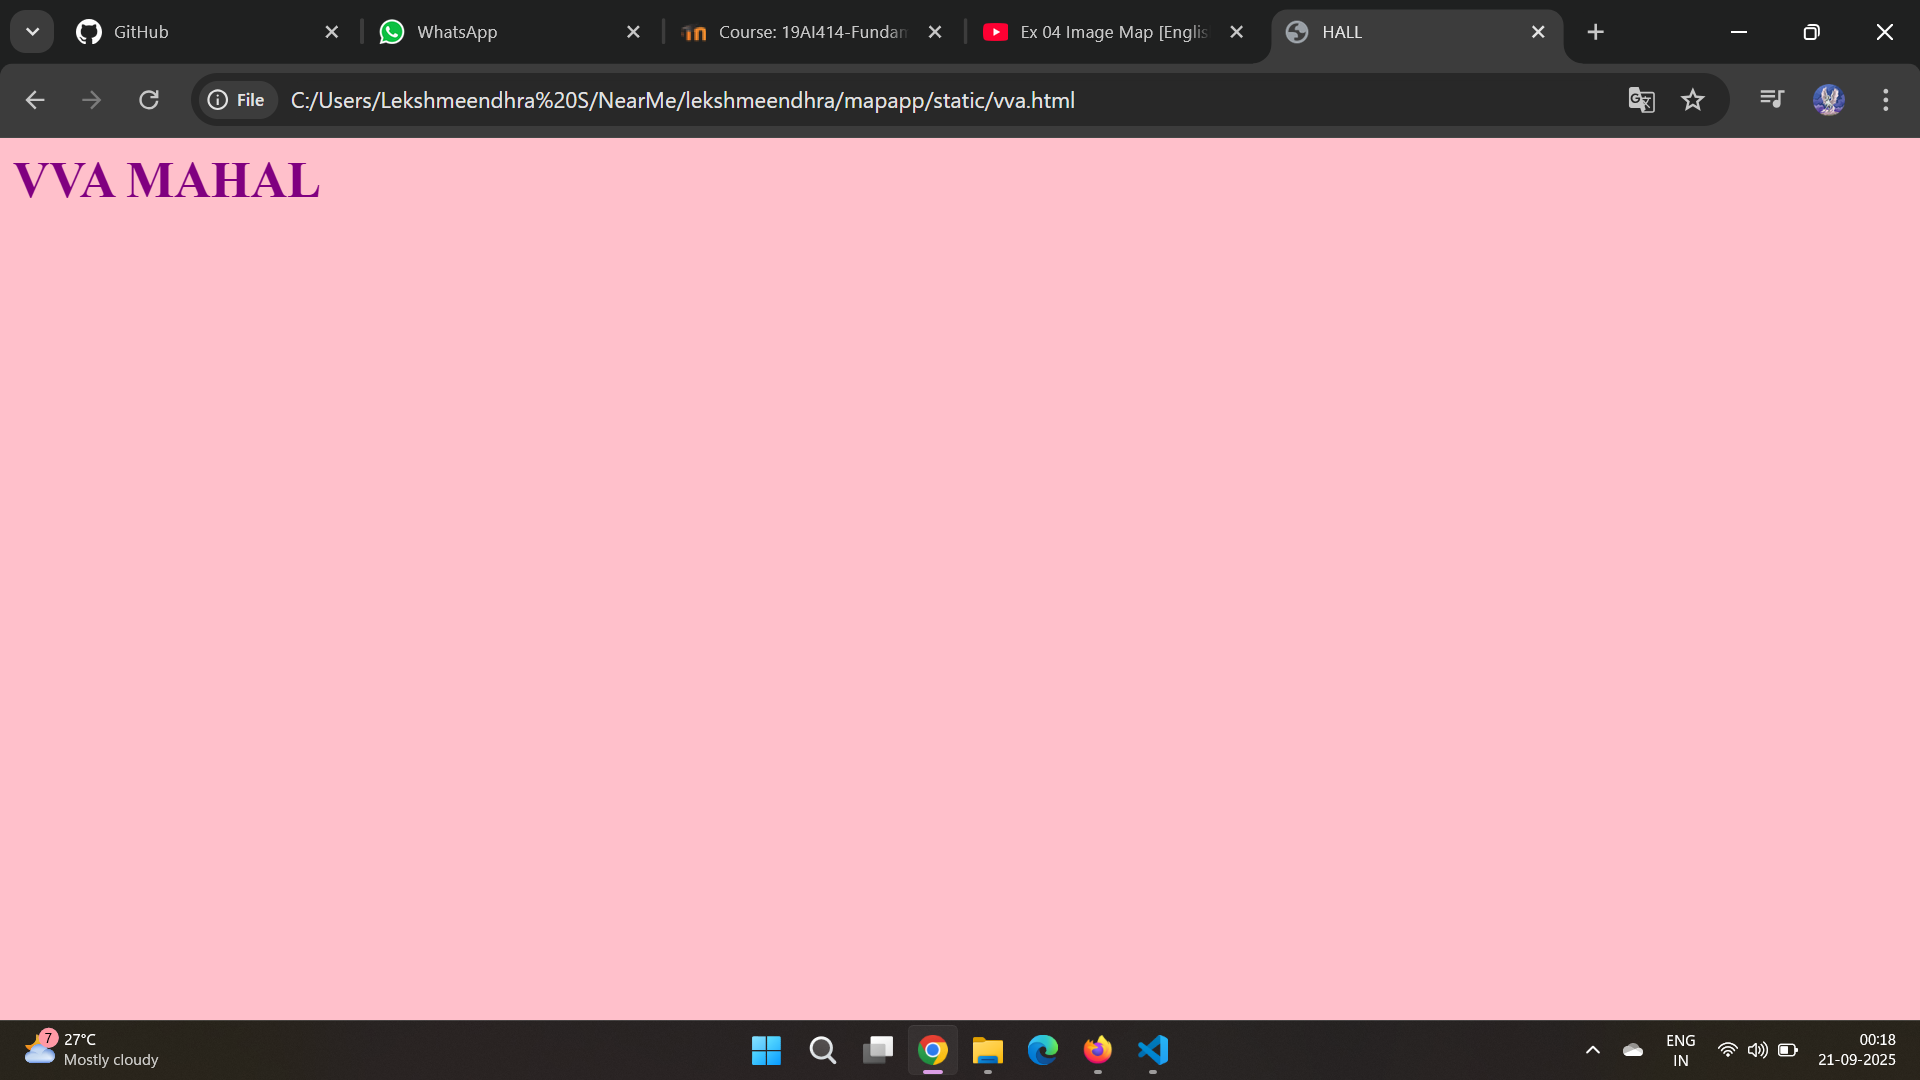 GitHub
WhatsApp
Course: 19AI414-Fundam
Ex 04 Image Map [Englis
HALL
File
C:/Users/Lekshmeendhra%20S/NearMe/lekshmeendhra/mapapp/static/vva.html
VVA MAHAL
7
27°C
Mostly cloudy
ENG
IN
00:18
21-09-2025